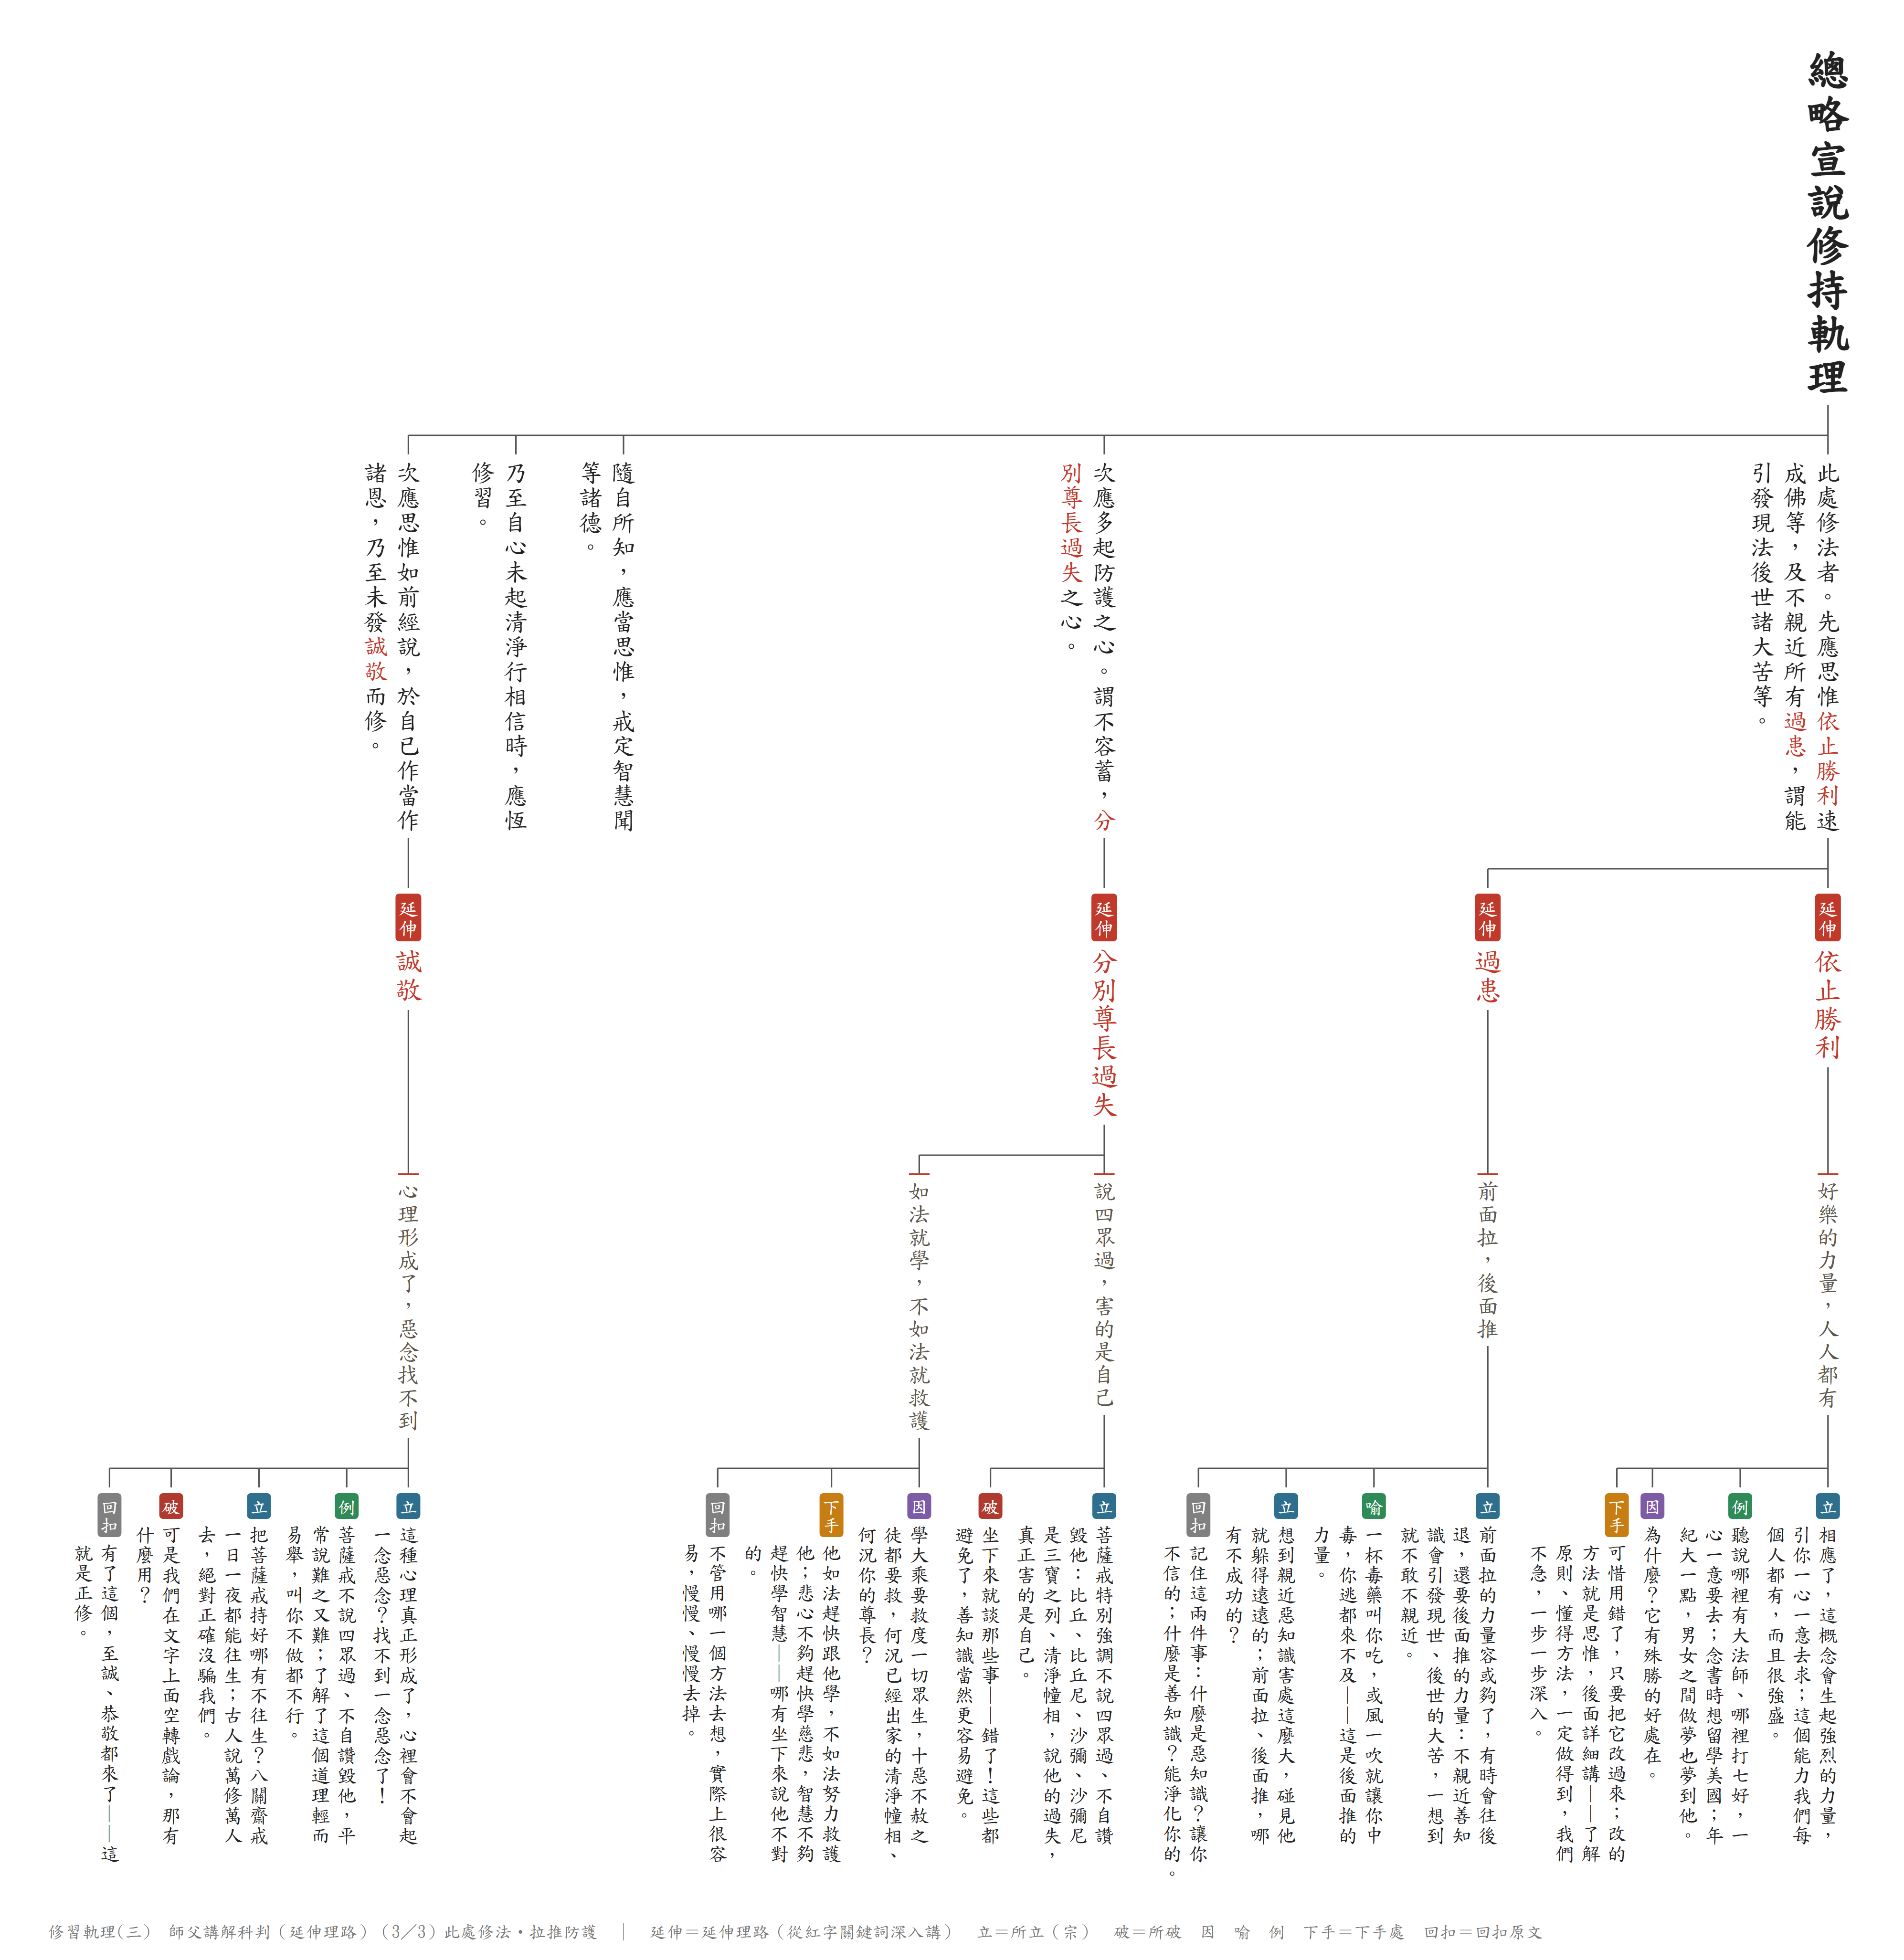 總略宣說修持軌理
此處修法者。先應思惟依止勝利速
成佛等，及不親近所有過患，謂能
引發現法後世諸大苦等。
次應多起防護之心。謂不容蓄，分
別尊長過失之心。
隨自所知，應當思惟，戒定智慧聞
等諸德。
乃至自心未起清淨行相信時，應恆
修習。
次應思惟如前經說，於自已作當作
諸恩，乃至未發誠敬而修。
延伸
依止勝利
延伸
過患
延伸
分別尊長過失
延伸
誠敬
好樂的力量，人人都有
前面拉，後面推
說四眾過，害的是自己
如法就學，不如法就救護
心理形成了，惡念找不到
立
相應了，這概念會生起強烈的力量，
引你一心一意去求；這個能力我們每
個人都有，而且很強盛。
例
聽說哪裡有大法師、哪裡打七好，一
心一意要去；念書時想留學美國；年
紀大一點，男女之間做夢也夢到他。
因
為什麼？它有殊勝的好處在。
下手
可惜用錯了，只要把它改過來；改的
方法就是思惟，後面詳細講——了解
原則、懂得方法，一定做得到，我們
不急，一步一步深入。
立
前面拉的力量容或夠了，有時會往後
退，還要後面推的力量：不親近善知
識會引發現世、後世的大苦，一想到
就不敢不親近。
喻
一杯毒藥叫你吃，或風一吹就讓你中
毒，你逃都來不及——這是後面推的
力量。
立
想到親近惡知識害處這麼大，碰見他
就躲得遠遠的；前面拉、後面推，哪
有不成功的？
回扣
記住這兩件事：什麼是惡知識？讓你
不信的；什麼是善知識？能淨化你的。
立
菩薩戒特別強調不說四眾過、不自讚
毀他：比丘、比丘尼、沙彌、沙彌尼
是三寶之列、清淨幢相，說他的過失，
真正害的是自己。
破
坐下來就談那些事——錯了！這些都
避免了，善知識當然更容易避免。
因
學大乘要救度一切眾生，十惡不赦之
徒都要救，何況已經出家的清淨幢相、
何況你的尊長？
下手
他如法趕快跟他學，不如法努力救護
他；悲心不夠趕快學慈悲，智慧不夠
趕快學智慧——哪有坐下來說他不對
的。
回扣
不管用哪一個方法去想，實際上很容
易，慢慢、慢慢去掉。
立
這種心理真正形成了，心裡會不會起
一念惡念？找不到一念惡念了！
例
菩薩戒不說四眾過、不自讚毀他，平
常說難之又難；了解了這個道理輕而
易舉，叫你不做都不行。
立
把菩薩戒持好哪有不往生？八關齋戒
一日一夜都能往生；古人說萬修萬人
去，絕對正確沒騙我們。
破
可是我們在文字上面空轉戲論，那有
什麼用？
回扣
有了這個，至誠、恭敬都來了——這
就是正修。
修習軌理(三)　師父講解科判（延伸理路）（3／3）此處修法・拉推防護　｜　延伸＝延伸理路（從紅字關鍵詞深入講）　立＝所立（宗）　破＝所破　因　喻　例　下手＝下手處　回扣＝回扣原文